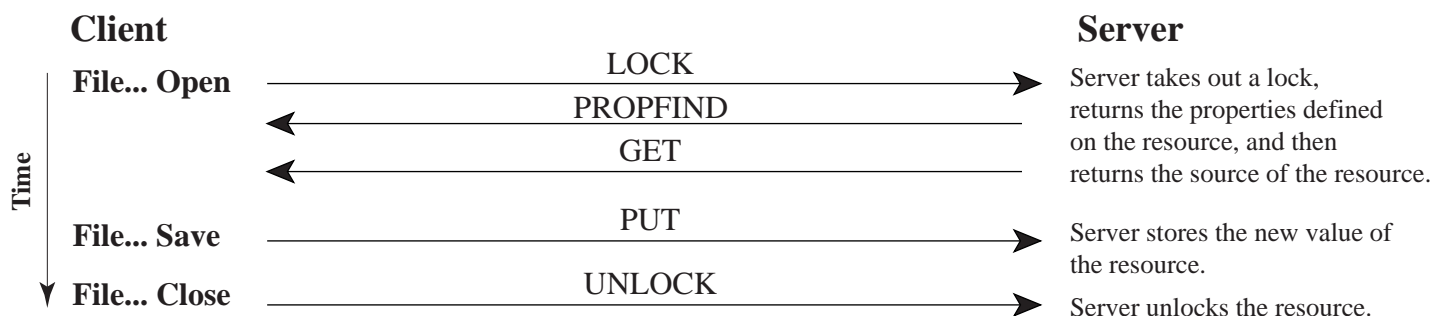 Client
Server
File... Open
LOCK
Server takes out a lock,
returns the properties defined
on the resource, and then
returns the source of the resource.
PROPFIND
GET
Time
File... Save
PUT
Server stores the new value of
the resource.
File... Close
UNLOCK
Server unlocks the resource.